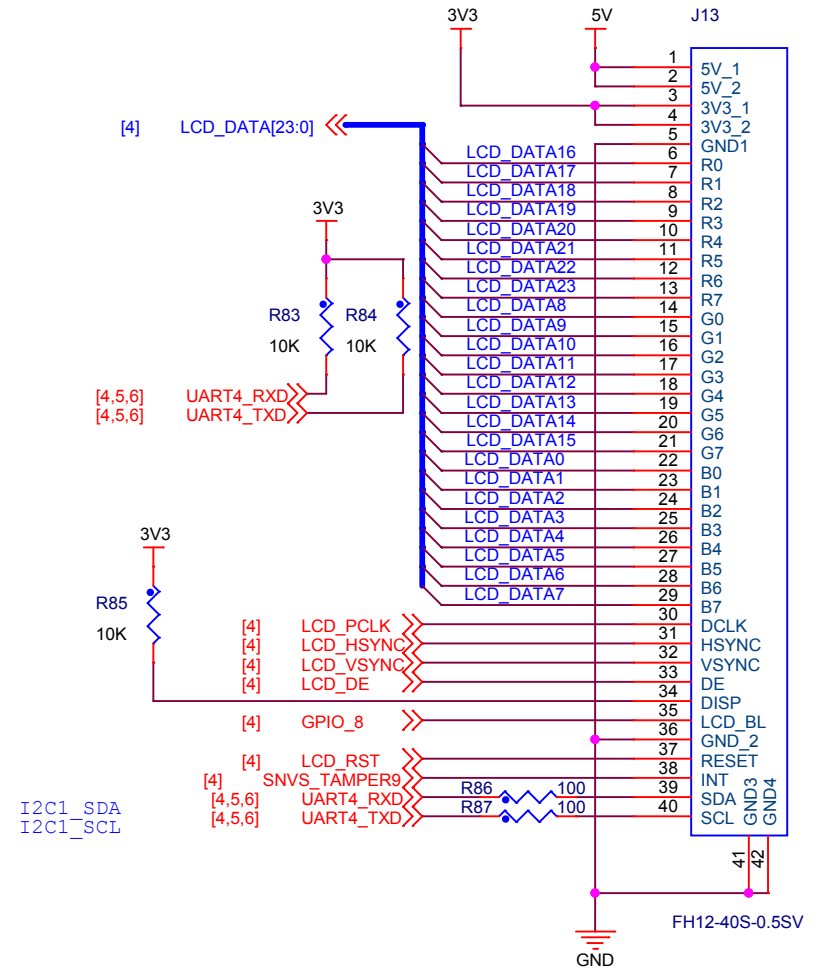 3V3 5V J13
1 5V_1
2 5V_2
3 3V3_1
4 3V3_2
[4] LCD_DATA[23:0]
5 GND1
LCD_DATA16 6 R0
LCD_DATA17 7 R1
LCD_DATA18 8 R2
LCD_DATA19 9 R3
LCD_DATA20 10 R4
LCD_DATA21 11 R5
LCD_DATA22 12 R6
LCD_DATA23 13 R7
LCD_DATA8 14 G0
LCD_DATA9 15 G1
LCD_DATA10 16 G2
LCD_DATA11 17 G3
LCD_DATA12 18 G4
LCD_DATA13 19 G5
LCD_DATA14 20 G6
LCD_DATA15 21 G7
LCD_DATA0 22 B0
LCD_DATA1 23 B1
LCD_DATA2 24 B2
LCD_DATA3 25 B3
LCD_DATA4 26 B4
LCD_DATA5 27 B5
LCD_DATA6 28 B6
LCD_DATA7 29 B7
3V3
R83 R84
10K 10K
[4,5,6] UART4_RXD
[4,5,6] UART4_TXD
3V3
R85
10K
[4] LCD_PCLK 30 DCLK
[4] LCD_HSYNC 31 HSYNC
[4] LCD_VSYNC 32 VSYNC
[4] LCD_DE 33 DE
34 DISP
[4] GPIO_8 35 LCD_BL
36 GND_2
[4] LCD_RST 37 RESET
[4] SNVS_TAMPER9 38 INT
[4,5,6] UART4_RXD R86 100 39 SDA
[4,5,6] UART4_TXD R87 100 40 SCL
GND3
GND4
I2C1_SDA
I2C1_SCL
41
42
FH12-40S-0.5SV
GND